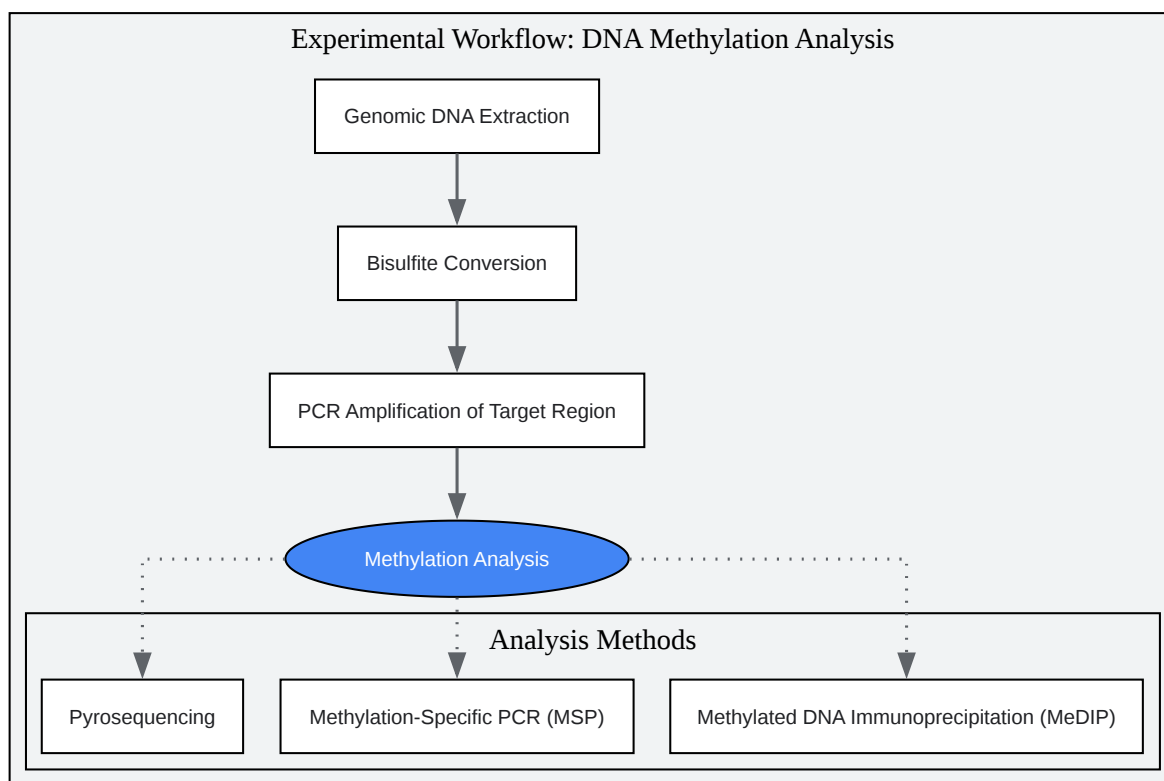 Experimental Workflow: DNA Methylation Analysis
Genomic DNA Extraction
Bisulfite Conversion
PCR Amplification of Target Region
Methylation Analysis
Analysis Methods
Pyrosequencing
Methylation-Specific PCR (MSP)
Methylated DNA Immunoprecipitation (MeDIP)